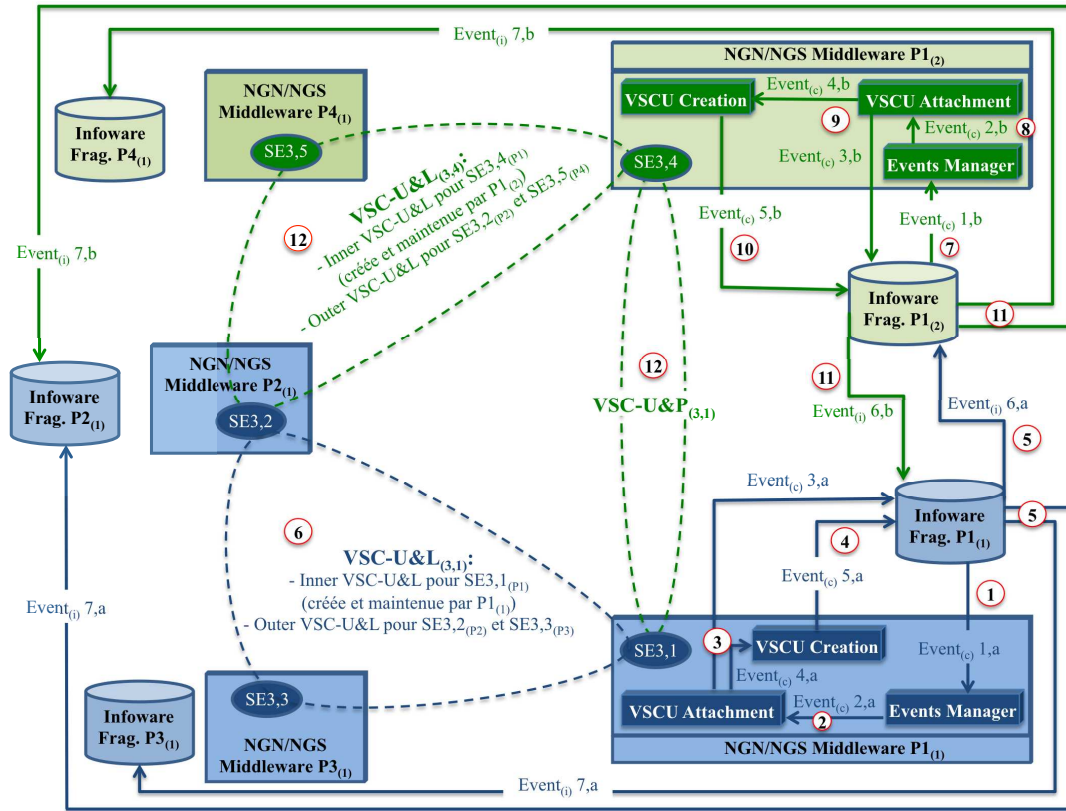 Event(i) 7,b
Infoware
Frag. P4(1)
NGN/NGS
Middleware P4(1)
SE3,5
NGN/NGS Middleware P1(2)
VSCU Creation
Event(c) 4,b
VSCU Attachment
9
Event(c) 2,b
8
Event(c) 3,b
Events Manager
SE3,4
VSC-U&L(3,4):
- Inner VSC-U&L pour SE3,4(P1)
(créée et maintenue par P1(2))
- Outer VSC-U&L pour SE3,2(P2) et SE3,5(P4)
12
Event(c) 5,b
10
Event(c) 1,b
7
Event(i) 7,b
Infoware
Frag. P1(2)
11
11
Event(i) 6,b
Event(i) 6,a
5
Infoware
Frag. P2(1)
NGN/NGS
Middleware P2(1)
SE3,2
12
VSC-U&P(3,1)
Event(c) 3,a
Infoware
Frag. P1(1)
5
4
6
VSC-U&L(3,1):
- Inner VSC-U&L pour SE3,1(P1)
(créée et maintenue par P1(1))
- Outer VSC-U&L pour SE3,2(P2) et SE3,3(P3)
Event(c) 5,a
1
Event(i) 7,a
SE3,1
3
VSCU Creation
Event(c) 4,a
Event(c) 1,a
VSCU Attachment
Event(c) 2,a
2
Events Manager
NGN/NGS Middleware P1(1)
SE3,3
NGN/NGS
Middleware P3(1)
Infoware
Frag. P3(1)
Event(i) 7,a